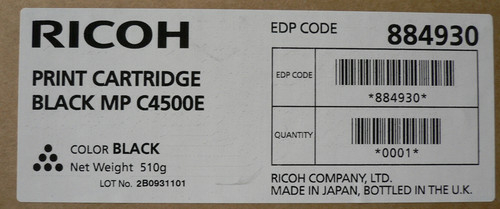 RICOH
PRINT CARTRIDGE
BLACK MP C4500E
COLOR BLACK
Net Weight 510g
LOT No. 2B0931101
EDP CODE 884930
EDP CODE
*884930*
QUANTITY
*0001*
RICOH COMPANY, LTD.
MADE IN JAPAN, BOTTLED IN THE U.K.